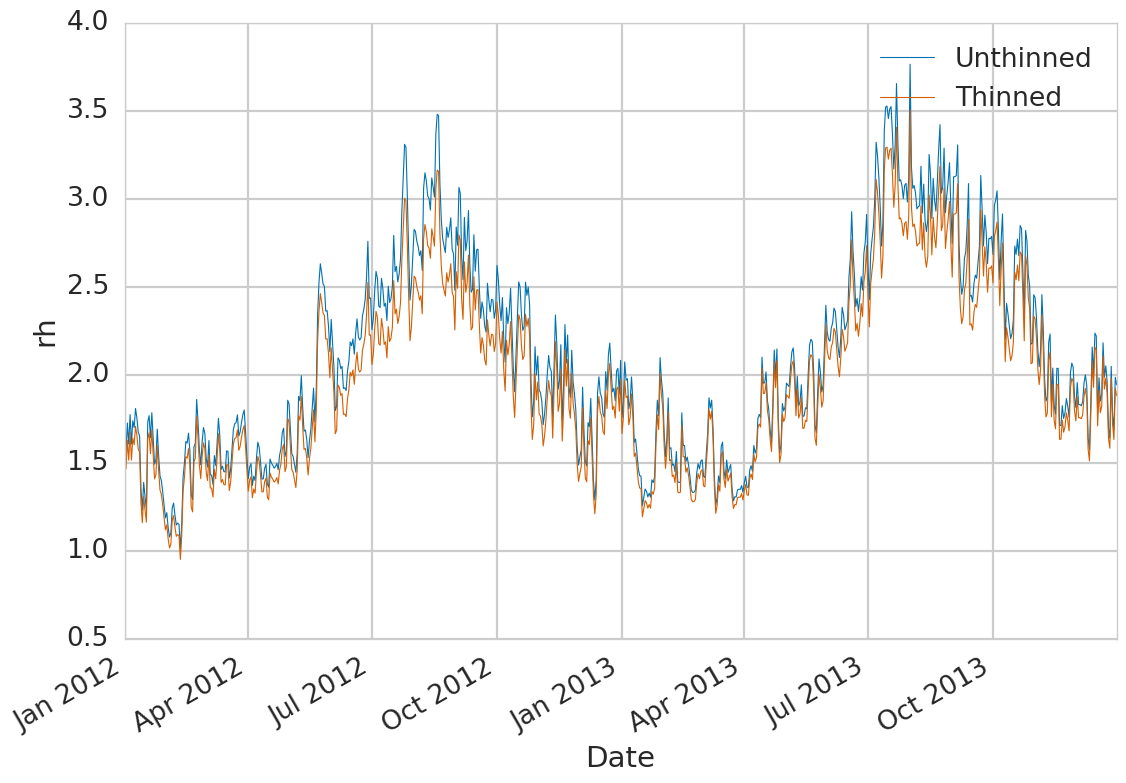 4.0
3.5
3.0
2.5
2.0
1.5
1.0
0.5
rh
Unthinned
Thinned
Jan 2012
Apr 2012
Jul 2012
Oct 2012
Jan 2013
Apr 2013
Jul 2013
Oct 2013
Date